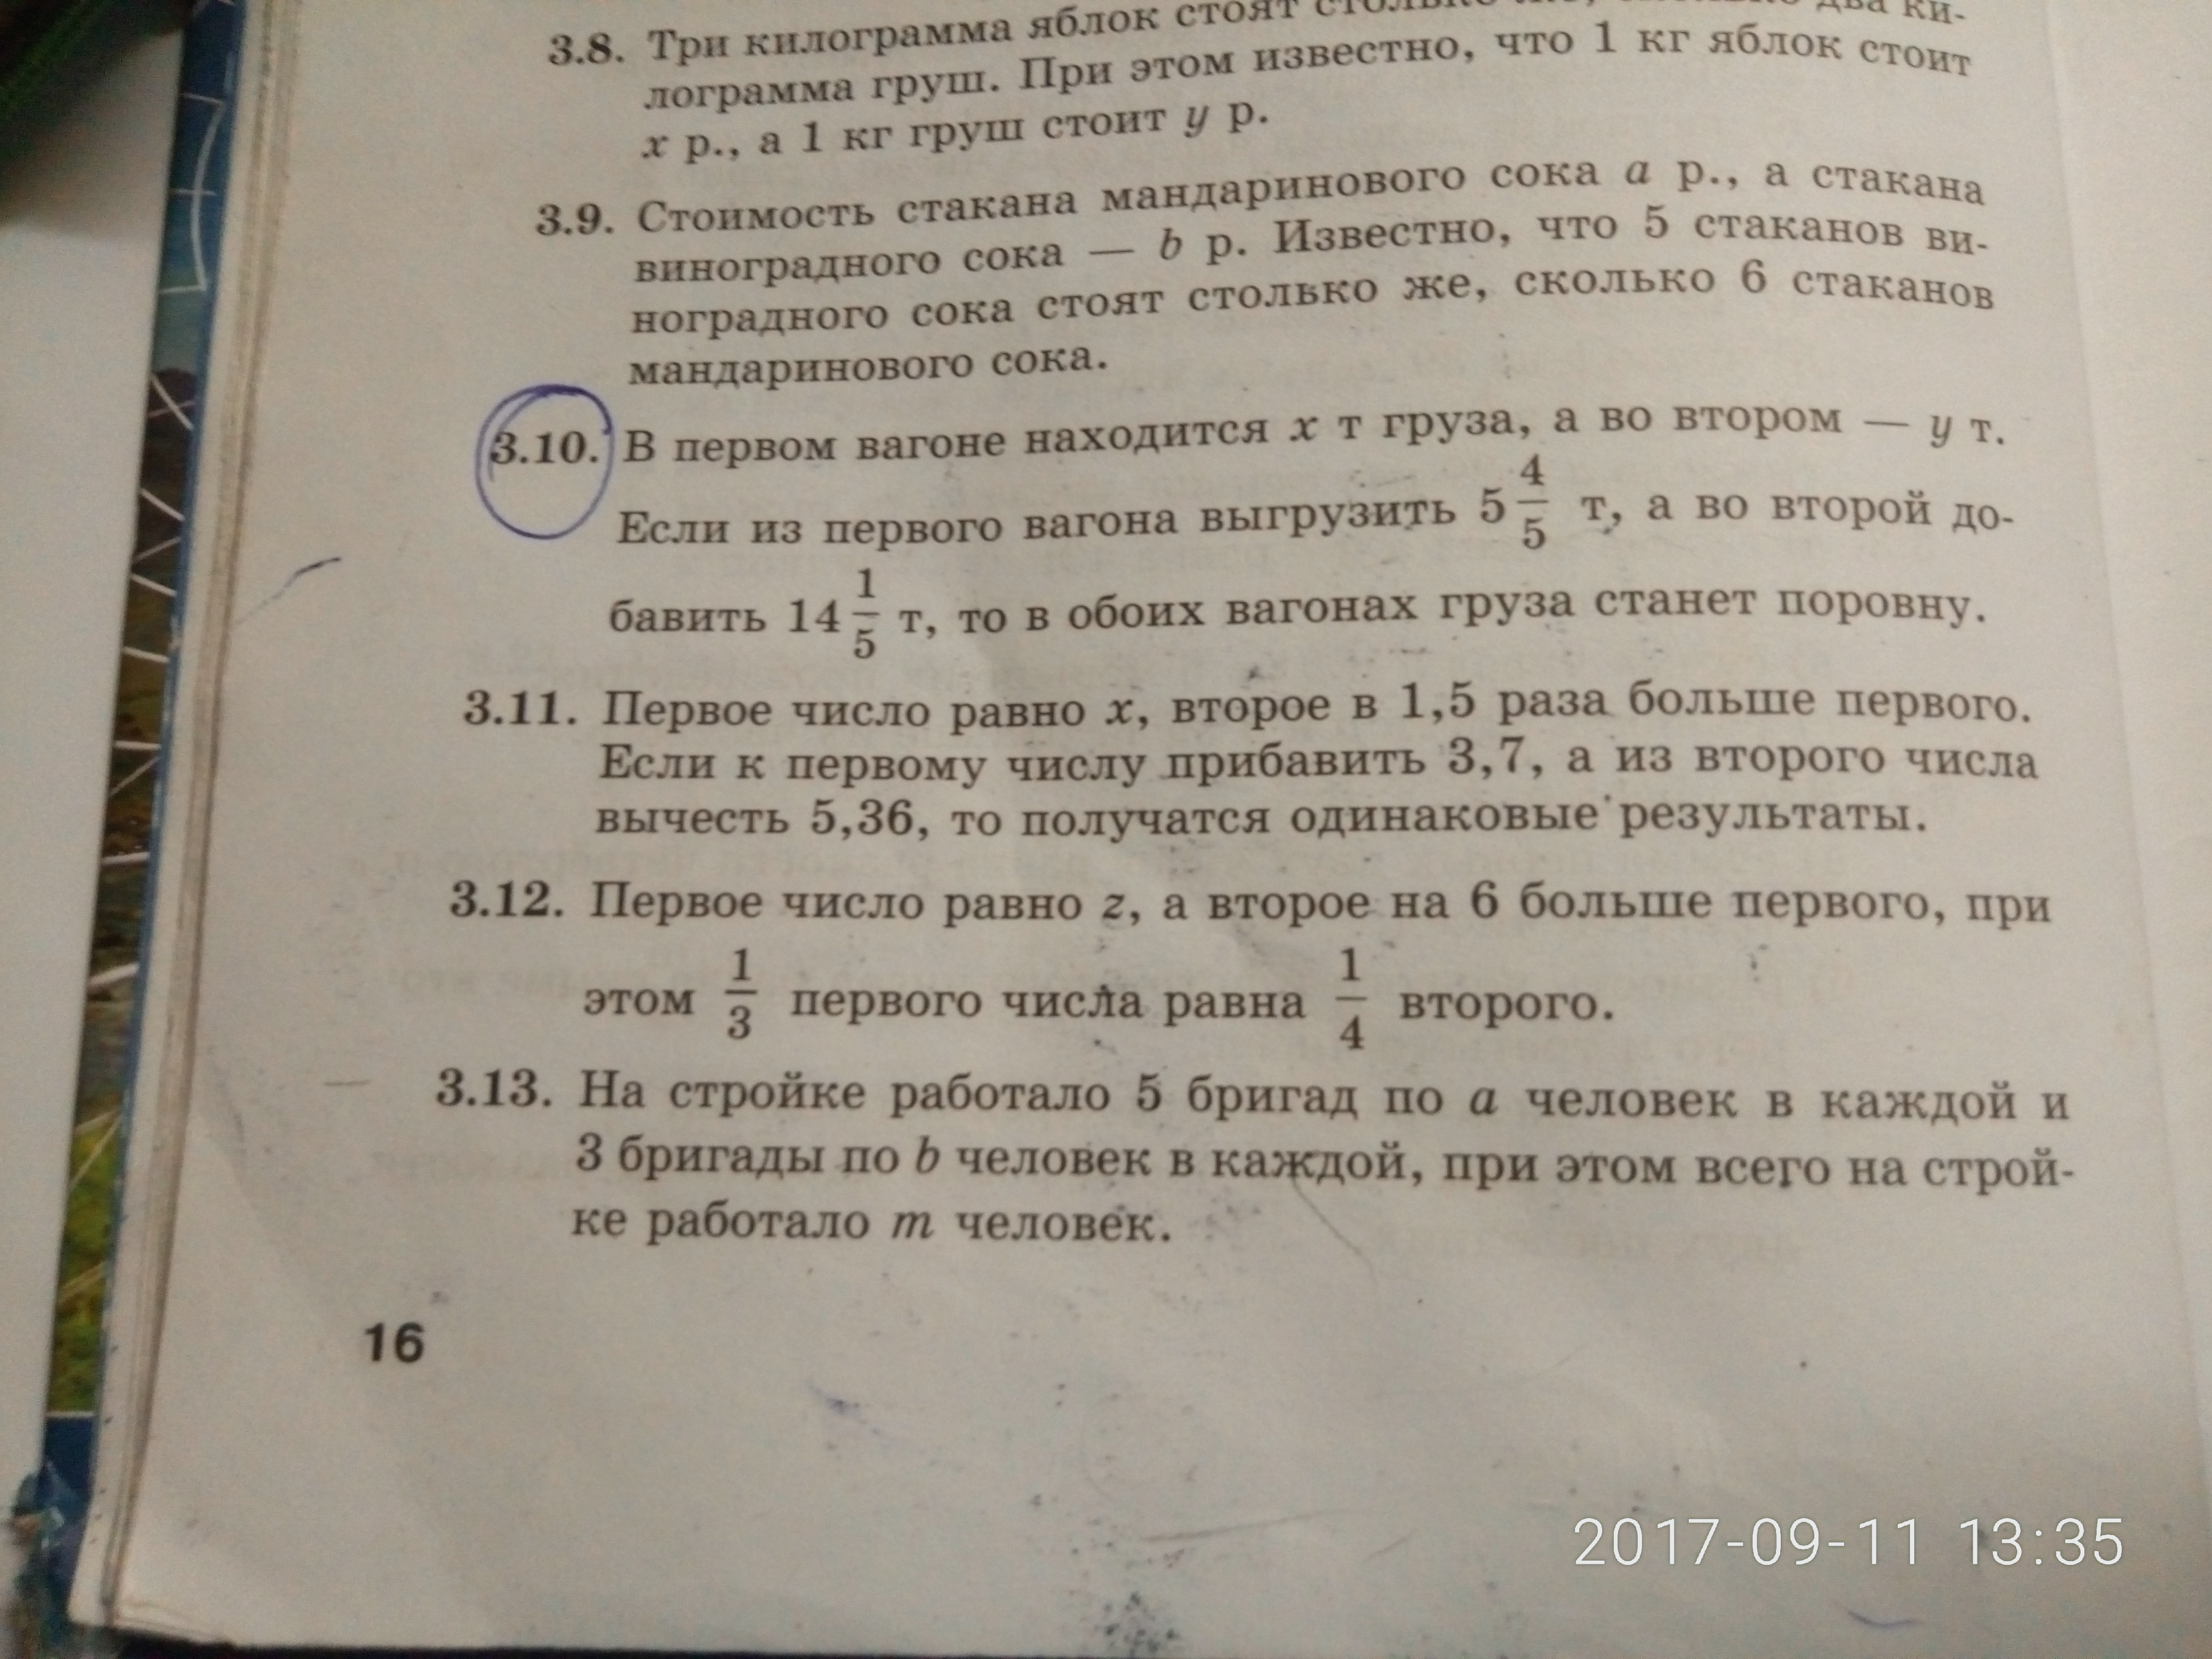 3.8. Три килограмма яблок стоят столько же, сколько два ки-
лограмма груш. При этом известно, что 1 кг яблок стоит
x р., а 1 кг груш стоит y р.
3.9. Стоимость стакана мандаринового сока a р., а стакана
виноградного сока — b р. Известно, что 5 стаканов ви-
ноградного сока стоят столько же, сколько 6 стаканов
мандаринового сока.
3.10. В первом вагоне находится x т груза, а во втором — y т.
Если из первого вагона выгрузить 5 4/5 т, а во второй до-
бавить 14 1/5 т, то в обоих вагонах груза станет поровну.
3.11. Первое число равно x, второе в 1,5 раза больше первого.
Если к первому числу прибавить 3,7, а из второго числа
вычесть 5,36, то получатся одинаковые результаты.
3.12. Первое число равно z, а второе на 6 больше первого, при
этом 1/3 первого числа равна 1/4 второго.
3.13. На стройке работало 5 бригад по a человек в каждой и
3 бригады по b человек в каждой, при этом всего на строй-
ке работало m человек.
16
2017-09-11 13:35